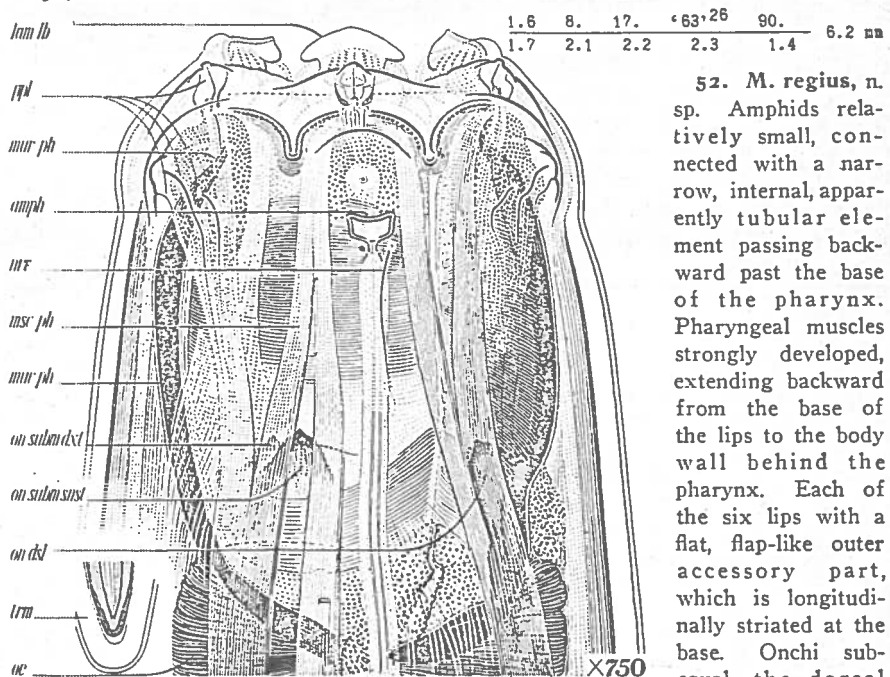 lam lb
ppl
mur ph
amph
nrv
msc ph
mur ph
on subm dxt
on subm snst
on dsl
trm
oe
×750
1.6 8. 17. ‘63’26 90.
1.7 2.1 2.2 2.3 1.4 6.2 mm
52. M. regius, n.
sp. Amphids rela-
tively small, con-
nected with a nar-
row, internal, appar-
ently tubular ele-
ment passing back-
ward past the base
of the pharynx.
Pharyngeal muscles
strongly developed,
extending backward
from the base of
the lips to the body
wall behind the
pharynx. Each of
the six lips with a
flat, flap-like outer
accessory part,
which is longitudi-
nally striated at the
base. Onchi sub-